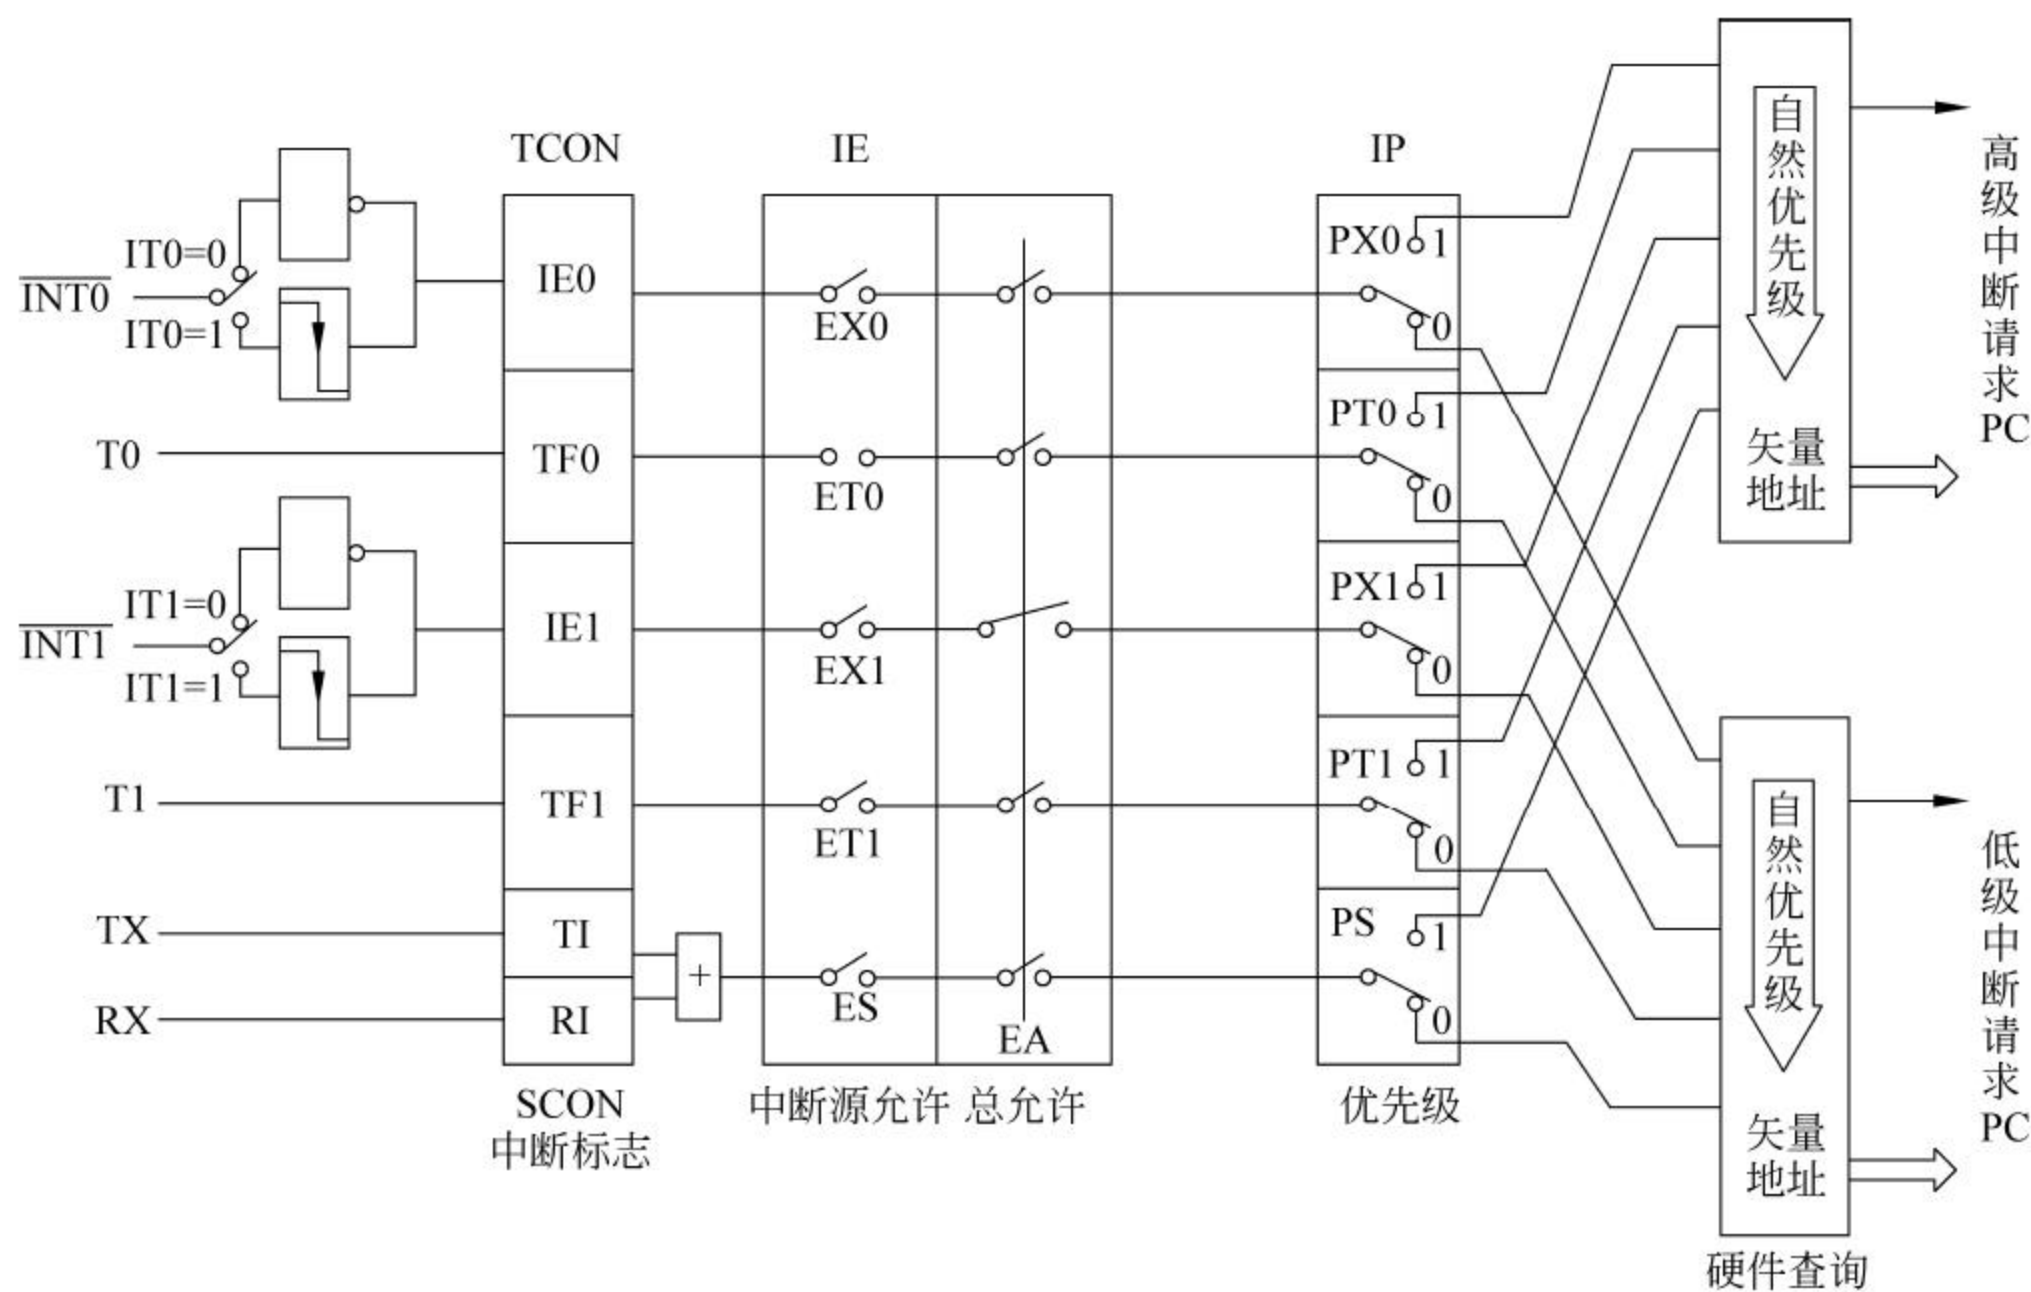 TCON
IE
IP
IT0=0
INT0
IT0=1
IE0
EX0
PX0
1
0
T0
TF0
ET0
PT0
1
0
IT1=0
INT1
IT1=1
IE1
EX1
PX1
1
0
T1
TF1
ET1
PT1
1
0
TX
TI
RX
RI
+
ES
EA
PS
1
0
SCON
中断标志
中断源允许
总允许
优先级
自然优先级
矢量
地址
高级中断请求
PC
自然优先级
矢量
地址
低级中断请求
PC
硬件查询